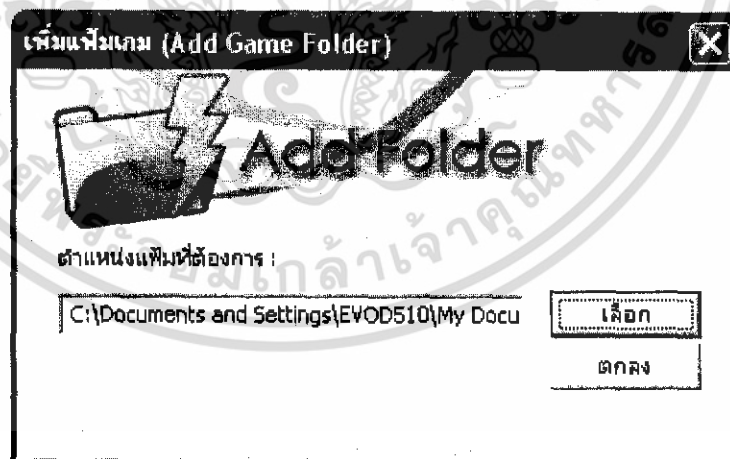 เพิ่มแฟ้มเกม (Add Game Folder)
Add Folder
ตำแหน่งแฟ้มที่ต้องการ :
C:\Documents and Settings\EVOD510\My Docu
เลือก
ตกลง